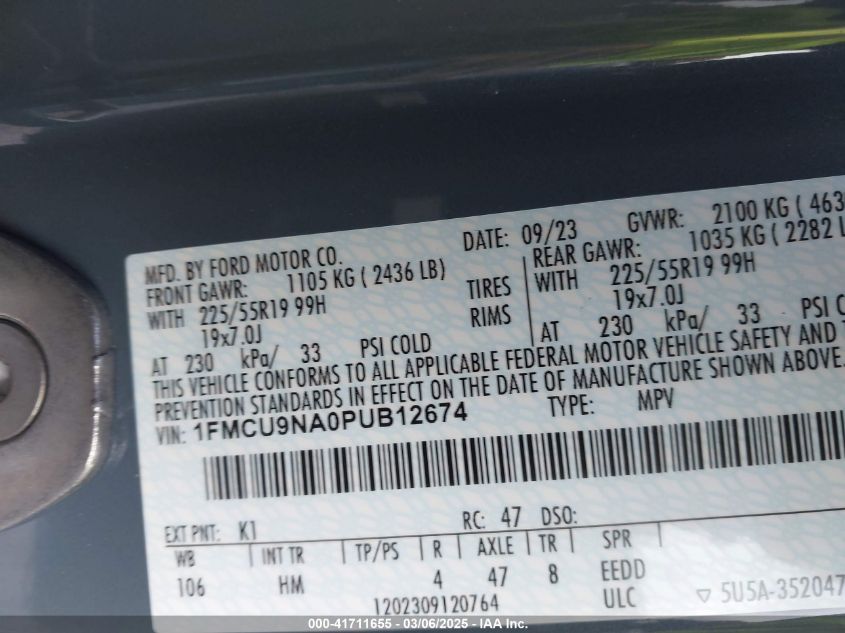 MFD. BY FORD MOTOR CO. DATE: 09/23 GVWR: 2100 KG ( 463
FRONT GAWR: 1105 KG ( 2436 LB) REAR GAWR: 1035 KG ( 2282 L
WITH 225/55R19 99H TIRES WITH 225/55R19 99H
19x7.0J RIMS 19x7.0J
AT 230 kPa/ 33 PSI COLD AT 230 kPa/ 33 PSI C
THIS VEHICLE CONFORMS TO ALL APPLICABLE FEDERAL MOTOR VEHICLE SAFETY AND
PREVENTION STANDARDS IN EFFECT ON THE DATE OF MANUFACTURE SHOWN ABOVE.
VIN: 1FMCU9NA0PUB12674 TYPE: MPV
EXT PNT: K1 RC: 47 DSO:
WB INT TR TP/PS R AXLE TR SPR
106 HM 4 47 8 EEDD
1202309120764 ULC ▽ 5U5A-352047
000-41711655 — 03/06/2025 — IAAI.com.